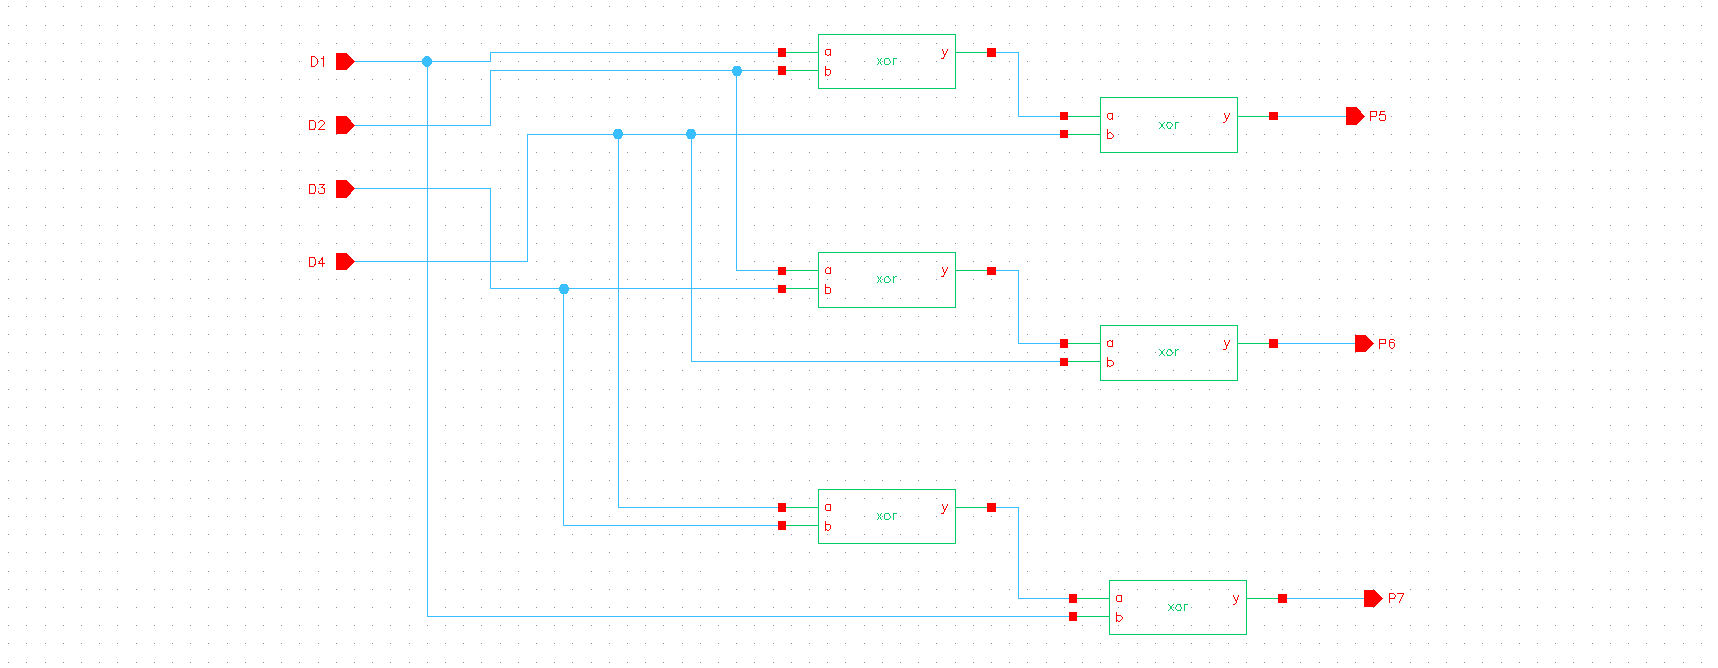 D1
a xor y
b
D2
a xor y P5
b
D3
D4
a xor y
b
a xor y P6
b
a xor y
b
a xor y P7
b